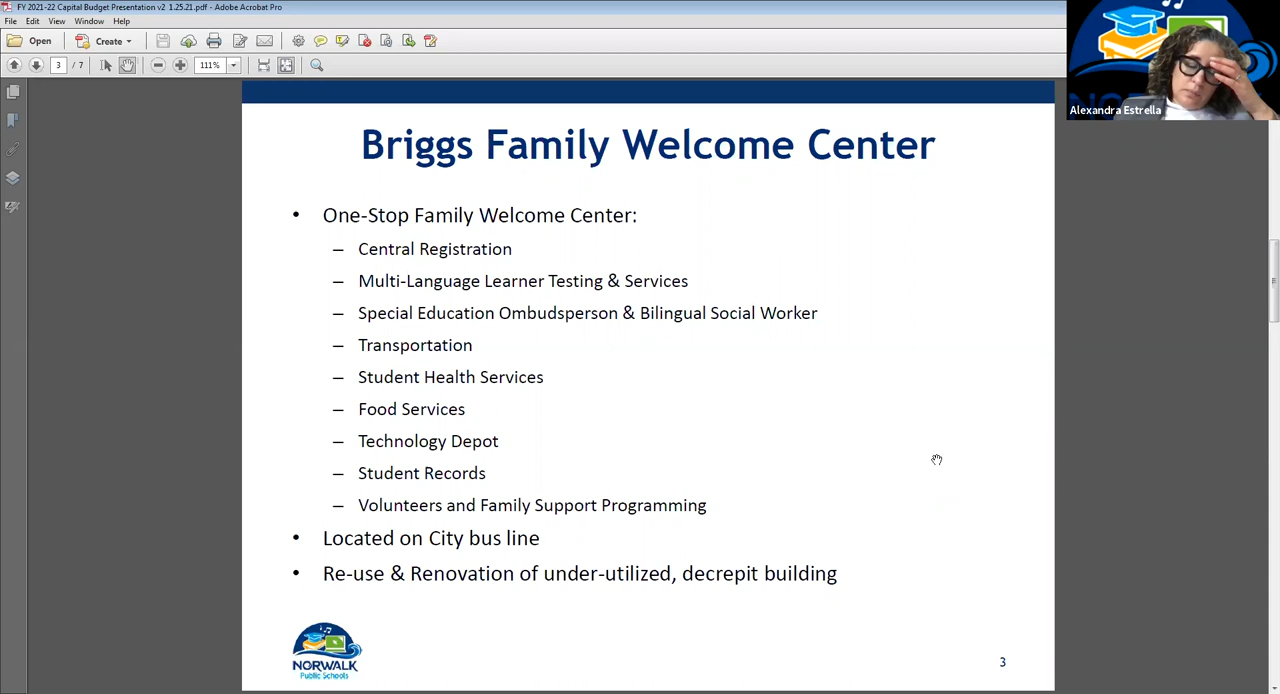 FY 2021-22 Capital Budget Presentation v2 1.25.21.pdf - Adobe Acrobat Pro
File Edit View Window Help
Open Create
3 / 7 111%
Alexandra Estrella
Briggs Family Welcome Center
• One-Stop Family Welcome Center:
– Central Registration
– Multi-Language Learner Testing & Services
– Special Education Ombudsperson & Bilingual Social Worker
– Transportation
– Student Health Services
– Food Services
– Technology Depot
– Student Records
– Volunteers and Family Support Programming
• Located on City bus line
• Re-use & Renovation of under-utilized, decrepit building
NORWALK
Public Schools
3